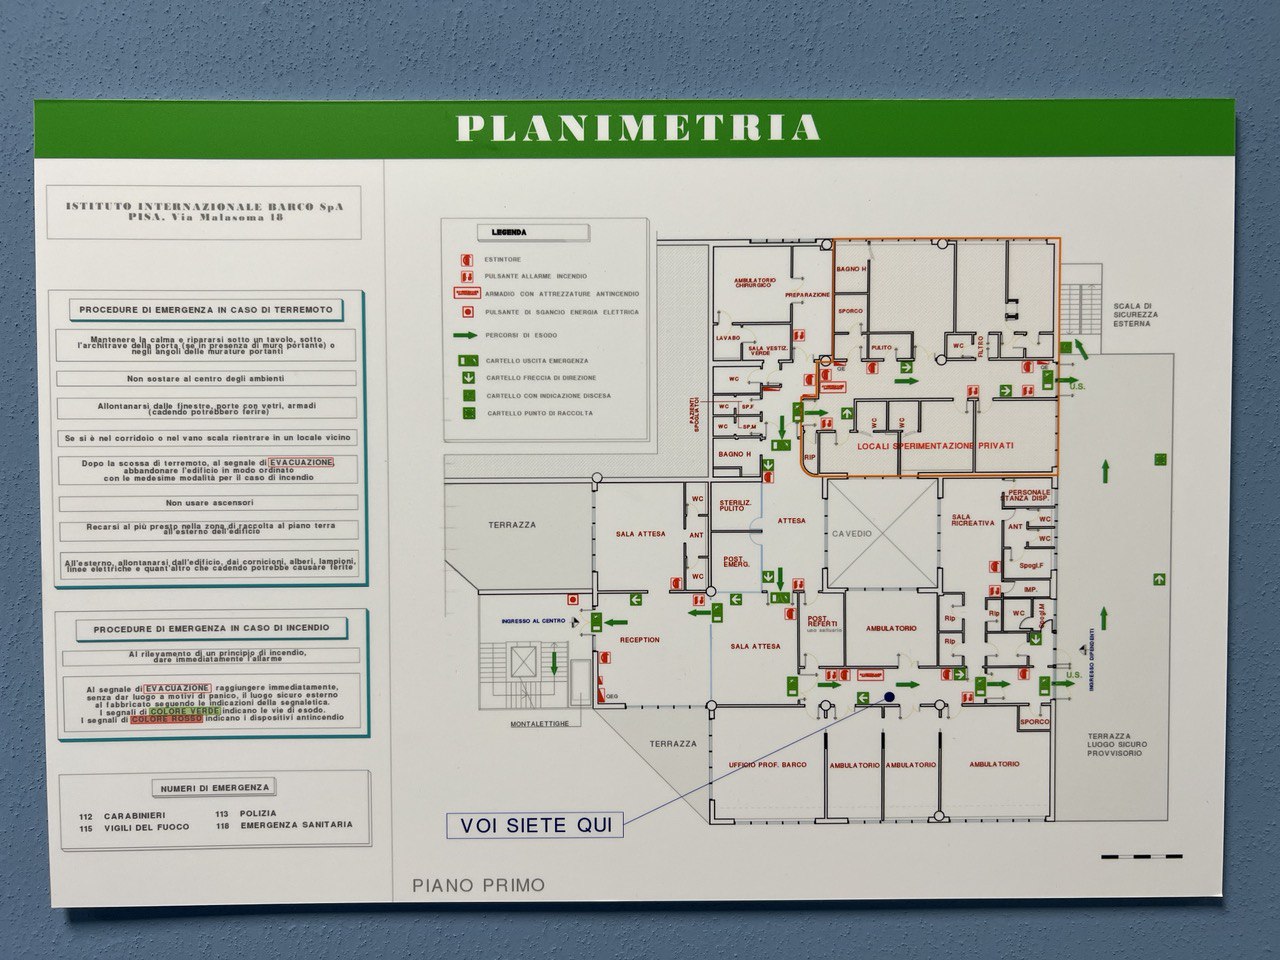 PLANIMETRIA
ISTITUTO INTERNAZIONALE BARCO SpA
PISA. Via Malasoma 18
PROCEDURE DI EMERGENZA IN CASO DI TERREMOTO
Mantenere la calma e ripararsi sotto un tavolo, sotto
l'architrave della porta (se in presenza di muro portante) o
negli angoli delle murature portanti
Non sostare al centro degli ambienti
Allontanarsi dalle finestre, porte con vetri, armadi
(cadendo potrebbero ferire)
Se si è nel corridoio o nel vano scala rientrare in un locale vicino
Dopo la scossa di terremoto, al segnale di EVACUAZIONE,
abbandonare l'edificio in modo ordinato
con le medesime modalità per il caso di incendio
Non usare ascensori
Recarsi al più presto nella zona di raccolta al piano terra
all'esterno dell'edificio
All'esterno, allontanarsi dall'edificio, dai cornicioni, alberi, lampioni,
linee elettriche e quant'altro che cadendo potrebbe causare ferite
PROCEDURE DI EMERGENZA IN CASO DI INCENDIO
Al rilevamento di un principio di incendio,
dare immediatamente l'allarme
Al segnale di EVACUAZIONE raggiungere immediatamente,
senza dar luogo a motivi di panico, il luogo sicuro esterno
al fabbricato seguendo le indicazioni della segnaletica.
I segnali di COLORE VERDE indicano le vie di esodo.
I segnali di COLORE ROSSO indicano i dispositivi antincendio
NUMERI DI EMERGENZA
112 CARABINIERI 113 POLIZIA
115 VIGILI DEL FUOCO 118 EMERGENZA SANITARIA
LEGENDA
ESTINTORE
PULSANTE ALLARME INCENDIO
ARMADIO CON ATTREZZATURE ANTINCENDIO
PULSANTE DI SGANCIO ENERGIA ELETTRICA
PERCORSI DI ESODO
CARTELLO USCITA EMERGENZA
CARTELLO FRECCIA DI DIREZIONE
CARTELLO CON INDICAZIONE DISCESA
CARTELLO PUNTO DI RACCOLTA
AMBULATORIO
CHIRURGICO
PREPARAZIONE
BAGNO H
SPORCO
LAVABO
SALA VESTIZ.
VERDE
PULITO
WC
FILTRO
SCALA DI
SICUREZZA
ESTERNA
QE
QE
U.S.
WC
WC
SP.F
WC
SP.M
PAZIENTI
SPOGLIATOI
BAGNO H
RIP
WC
WC
LOCALI SPERIMENTAZIONE PRIVATI
TERRAZZA
SALA ATTESA
WC
ANT
WC
STERILIZ.
PULITO
ATTESA
POST
EMERG.
CAVEDIO
SALA
RICREATIVA
PERSONALE
STANZA DISP.
ANT
WC
WC
Spogl.F
IMP.
INGRESSO AL CENTRO
RECEPTION
SALA ATTESA
POST
REFERTI
AMBULATORIO
Rip
Rip
Rip
WC
Spogl.M
INGRESSO DIPENDENTI
U.S.
QEG
MONTALETTIGHE
TERRAZZA
SPORCO
TERRAZZA
LUOGO SICURO
PROVVISORIO
UFFICIO PROF. BARCO
AMBULATORIO
AMBULATORIO
AMBULATORIO
VOI SIETE QUI
PIANO PRIMO